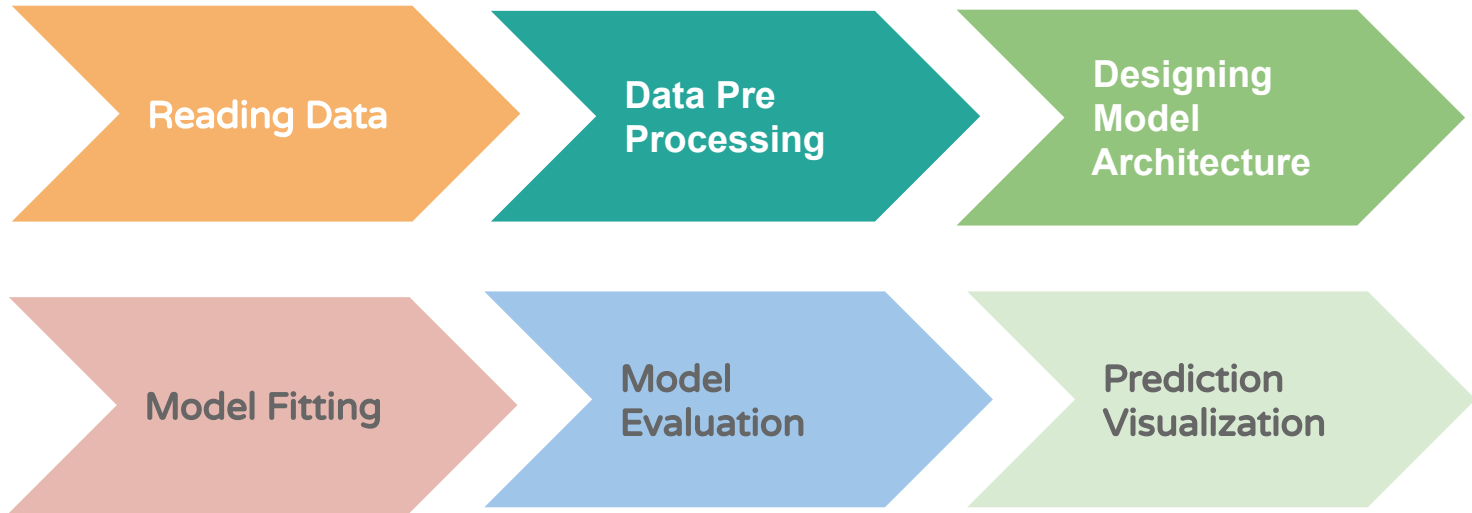 Reading Data
Data Pre
Processing
Designing
Model
Architecture
Model Fitting
Model
Evaluation
Prediction
Visualization